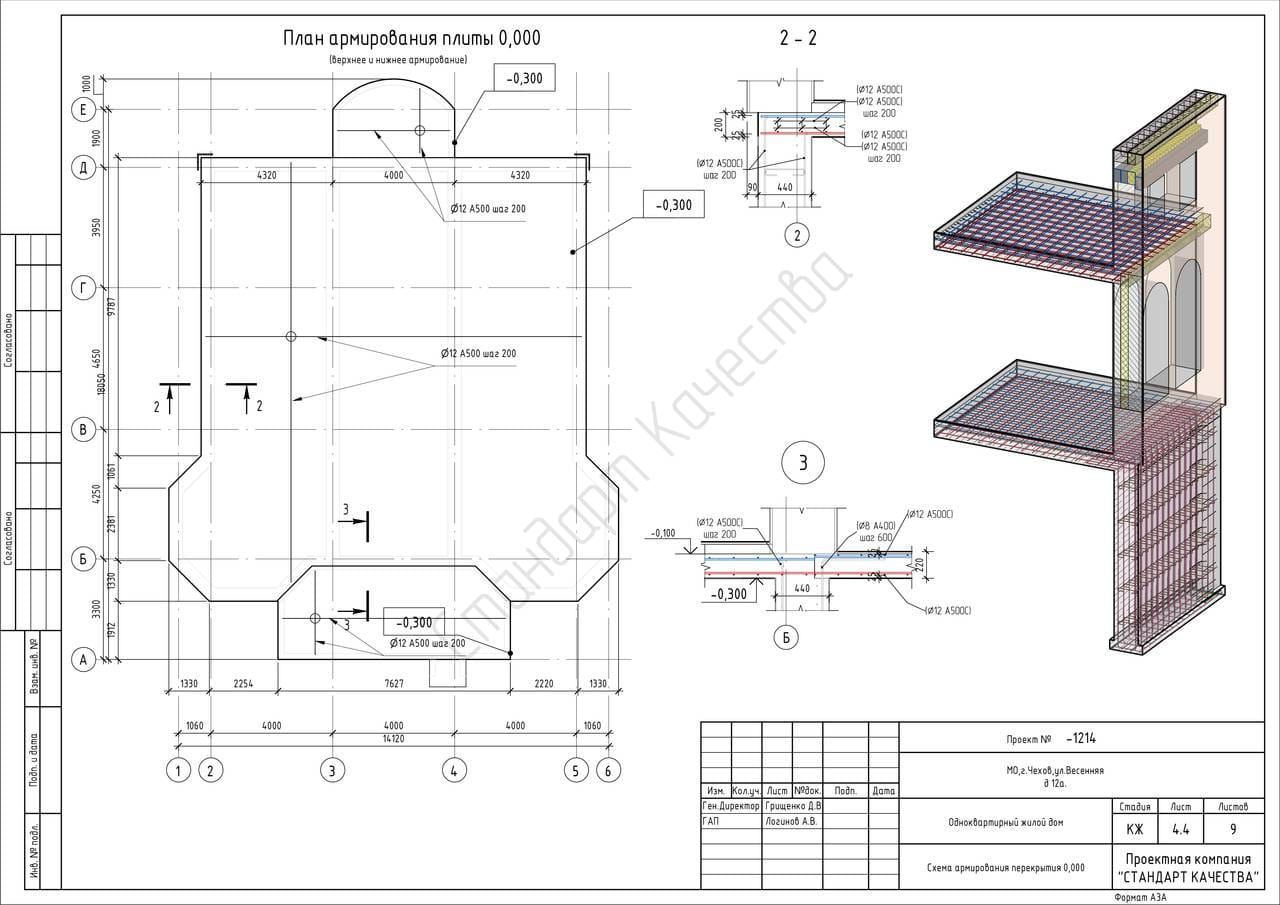 План армирования плиты 0,000
(верхнее и нижнее армирование)
2 - 2
-0,300
1000
Е
1900
Д
4320
4000
4320
Ø12 А500 шаг 200
-0,300
3950
Г
9787
4650
18050
Ø12 А500 шаг 200
2
2
В
1061
4250
2381
3
Б
1330
3300
1912
3
-0,300
Ø12 А500 шаг 200
А
1330
2254
7627
2220
1330
1060
4000
4000
4000
1060
14120
1
2
3
4
5
6
(Ø12 А500С)
(Ø12 А500С)
шаг 200
(Ø12 А500С)
(Ø12 А500С)
шаг 200
25
200
25
(Ø12 А500С)
шаг 200
90
440
2
3
(Ø12 А500С)
шаг 200
(Ø8 А400)
шаг 600
(Ø12 А500С)
-0,100
-0,300
220
440
(Ø12 А500С)
Б
Стандарт Качества
Согласовано
Согласовано
Взам. инв. №
Подп. и дата
Инв. № подл.
Проект № -1214
МО,г.Чехов,ул.Весенняя
д 12а.
Изм. Кол.уч. Лист №док. Подп. Дата
Ген.Директор Грищенко Д.В
ГАП Логинов А.В.
Одноквартирный жилой дом
Стадия Лист Листов
КЖ 4.4 9
Схема армирования перекрытия 0,000
Проектная компания
"СТАНДАРТ КАЧЕСТВА"
Формат А3А